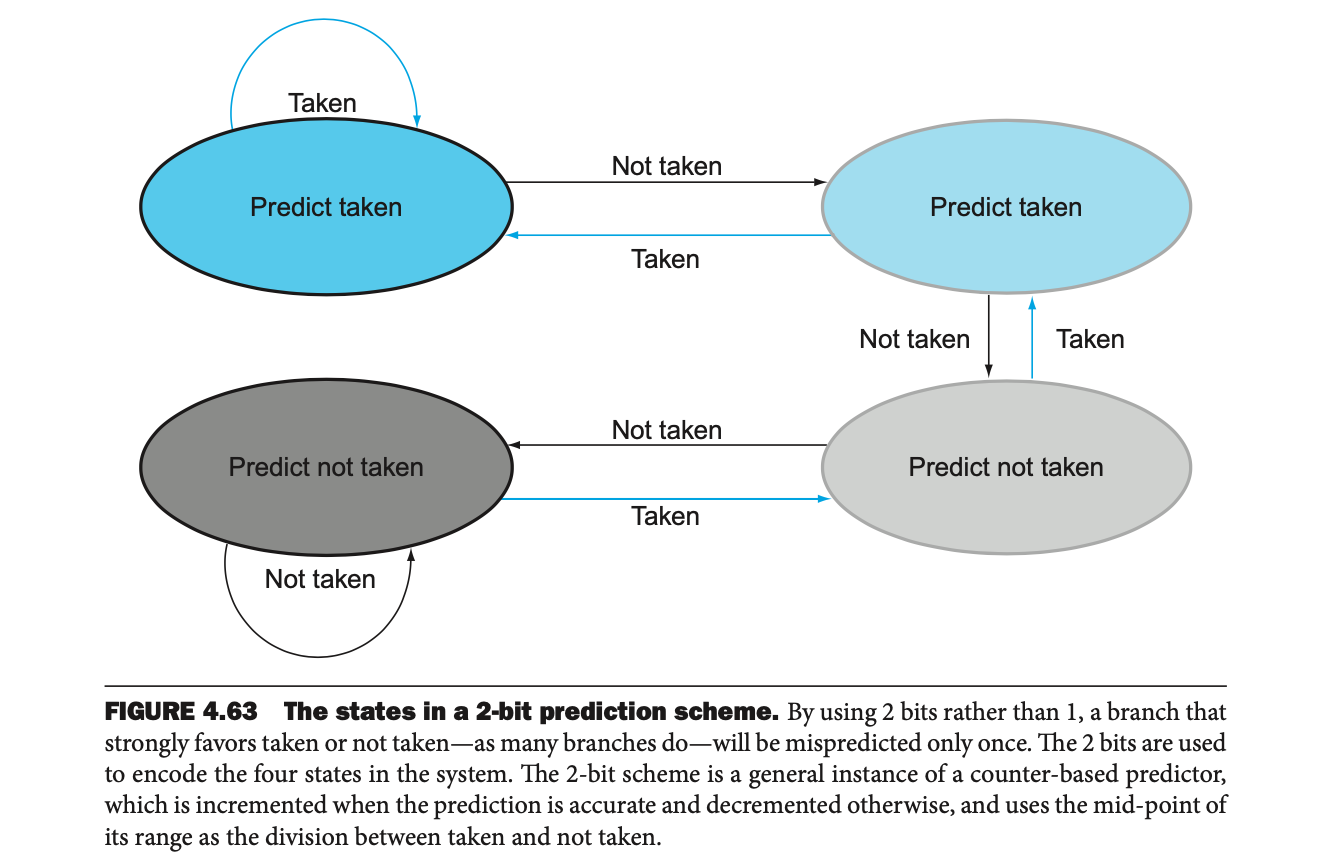 Taken
Not taken
Predict taken
Predict taken
Taken
Not taken
Taken
Not taken
Predict not taken
Predict not taken
Taken
Not taken
FIGURE 4.63 The states in a 2-bit prediction scheme. By using 2 bits rather than 1, a branch that
strongly favors taken or not taken—as many branches do—will be mispredicted only once. The 2 bits are used
to encode the four states in the system. The 2-bit scheme is a general instance of a counter-based predictor,
which is incremented when the prediction is accurate and decremented otherwise, and uses the mid-point of
its range as the division between taken and not taken.